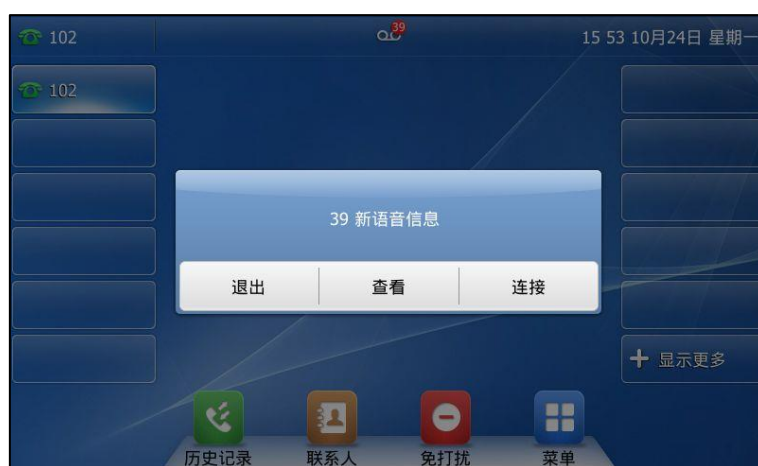 102
39
15 53 10月24日 星期一
102
39 新语音信息
退出
查看
连接
显示更多
历史记录
联系人
免打扰
菜单